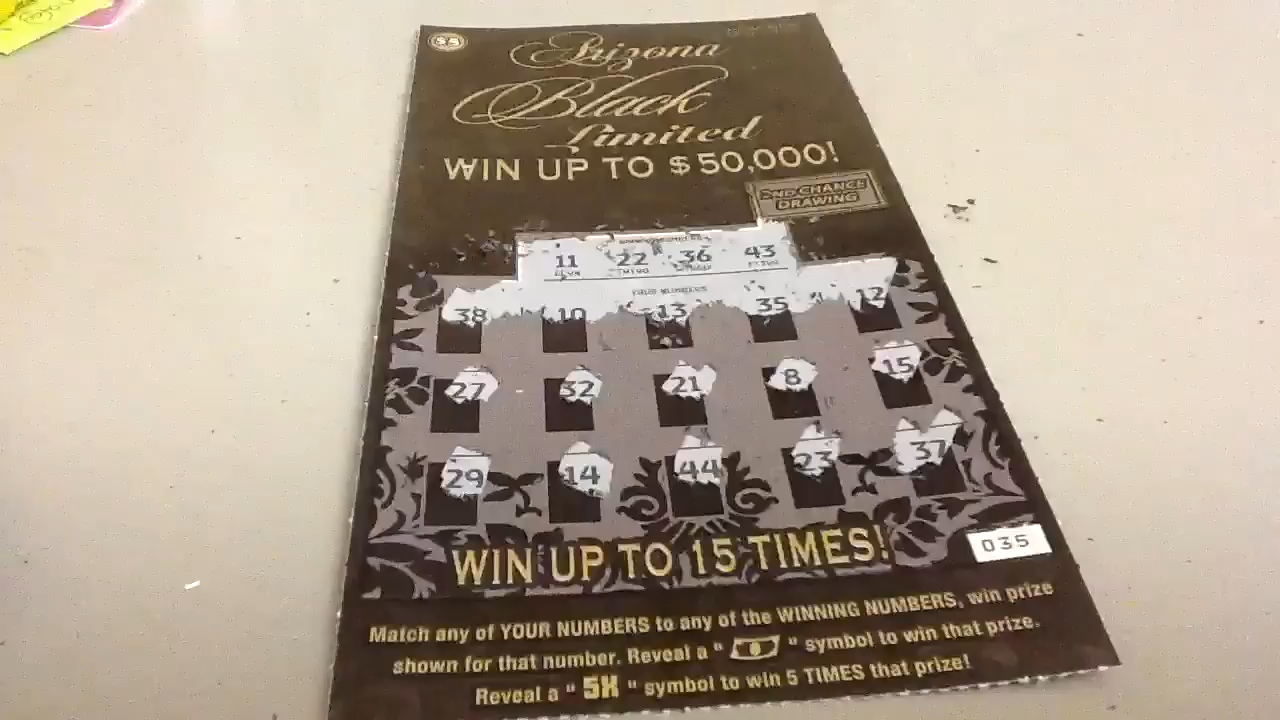 $5
Arizona
Black
Limited
WIN UP TO $50,000!
2ND CHANCE
DRAWING
11 22 36 43
YOUR NUMBERS
38 10 13 35 12
27 32 21 8 15
29 14 44 23 37
WIN UP TO 15 TIMES!
035
Match any of YOUR NUMBERS to any of the WINNING NUMBERS, win prize
shown for that number. Reveal a " " symbol to win that prize.
Reveal a " 5X " symbol to win 5 TIMES that prize!